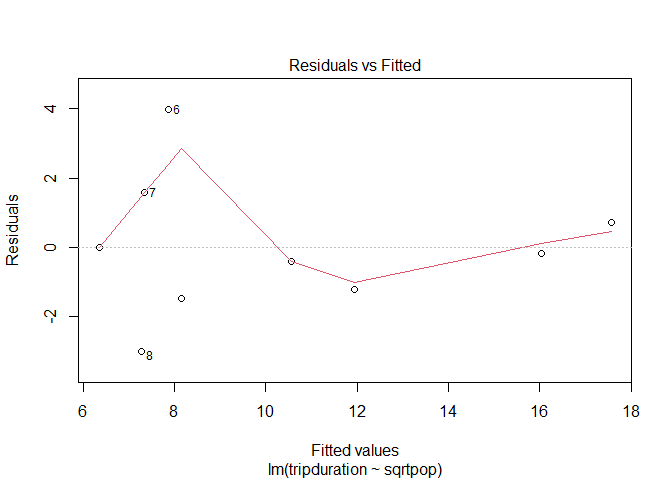 Residuals vs Fitted
Residuals
4
2
0
-2
6
7
8
6 8 10 12 14 16 18
Fitted values
lm(tripduration ~ sqrtpop)